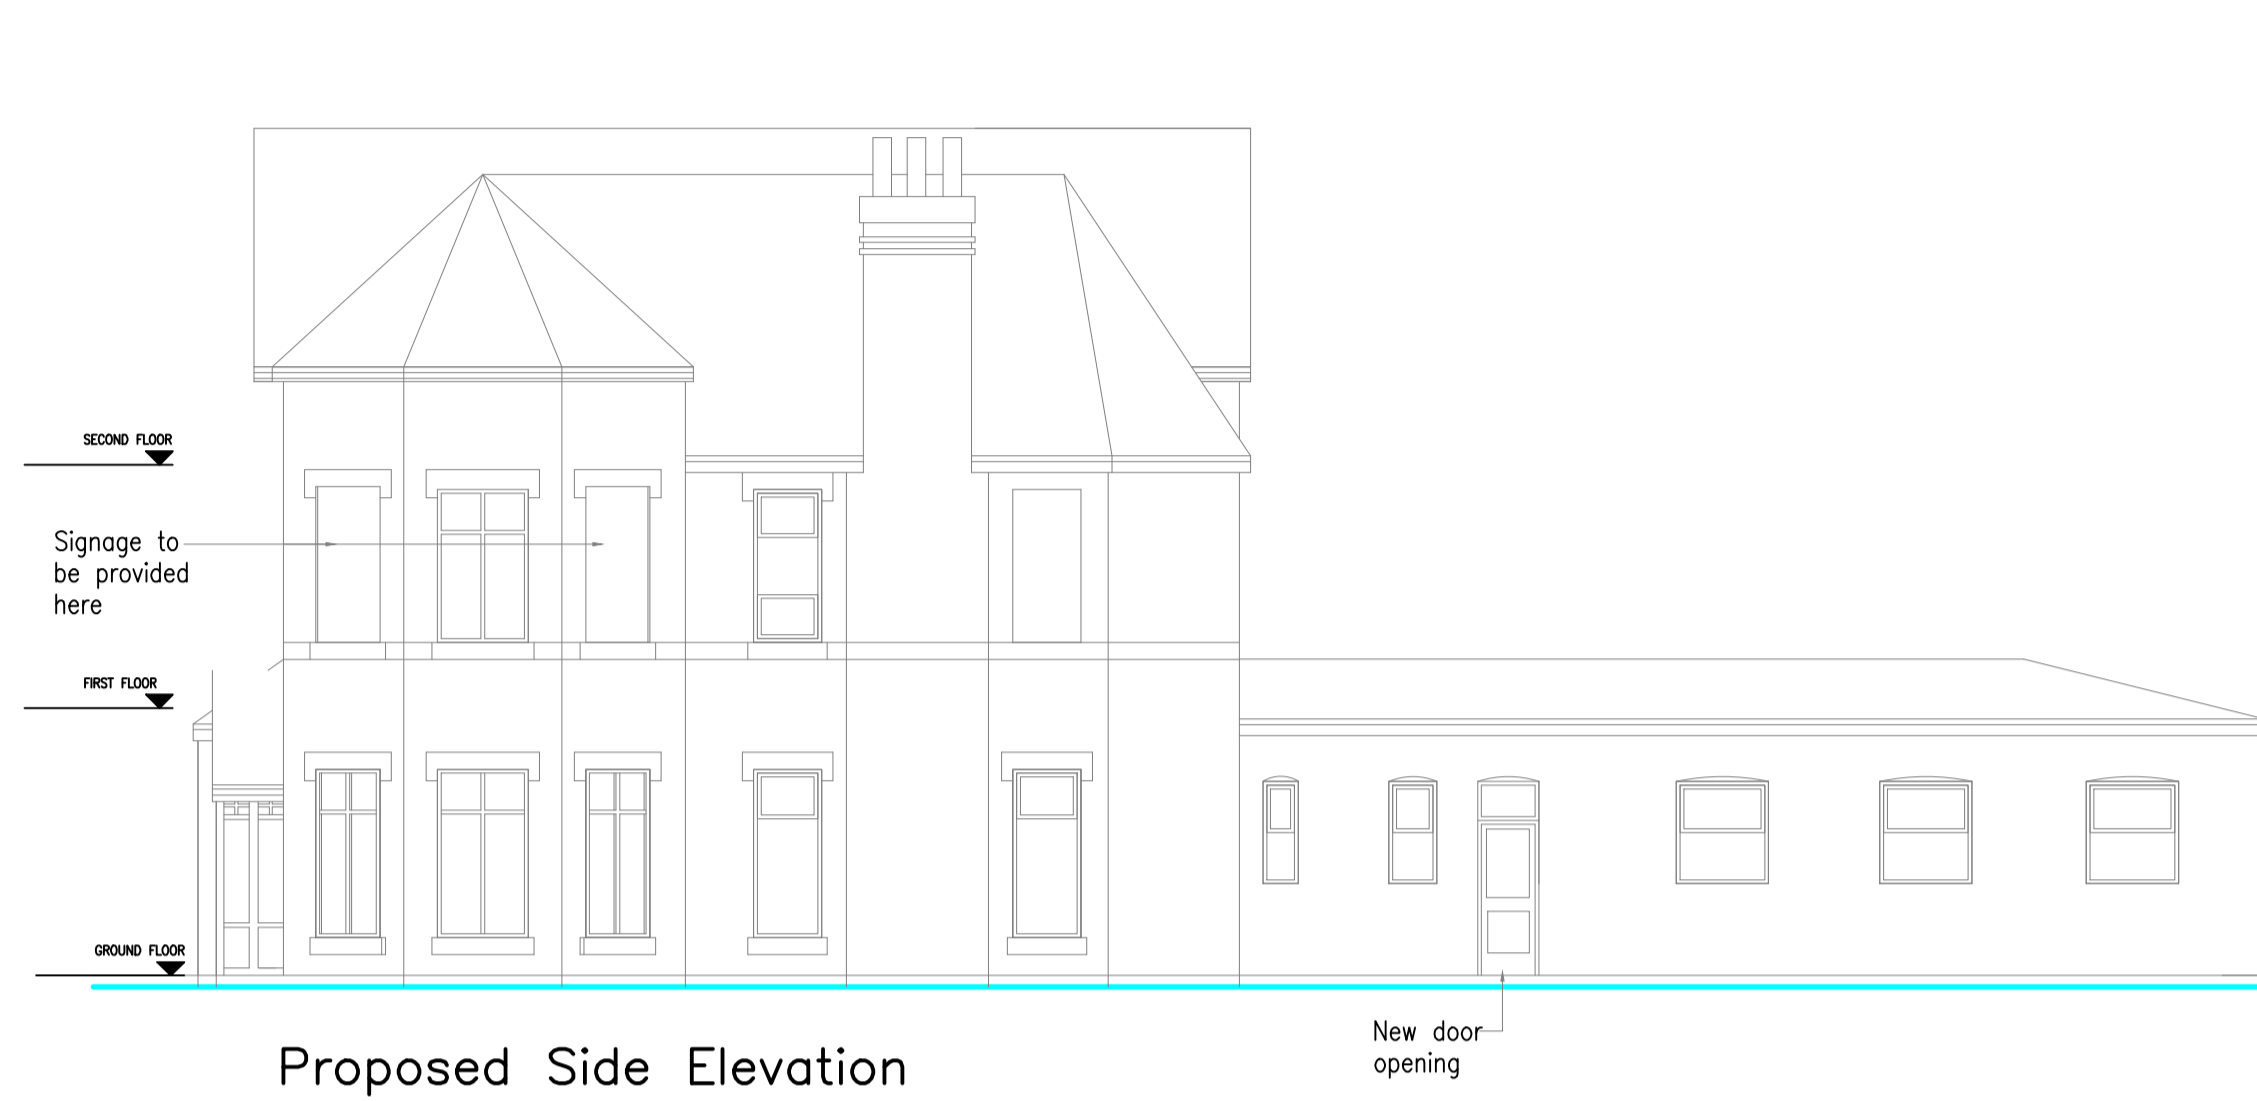 SECOND FLOOR
Signage to
be provided
here
FIRST FLOOR
GROUND FLOOR
New door
opening
Proposed Side Elevation